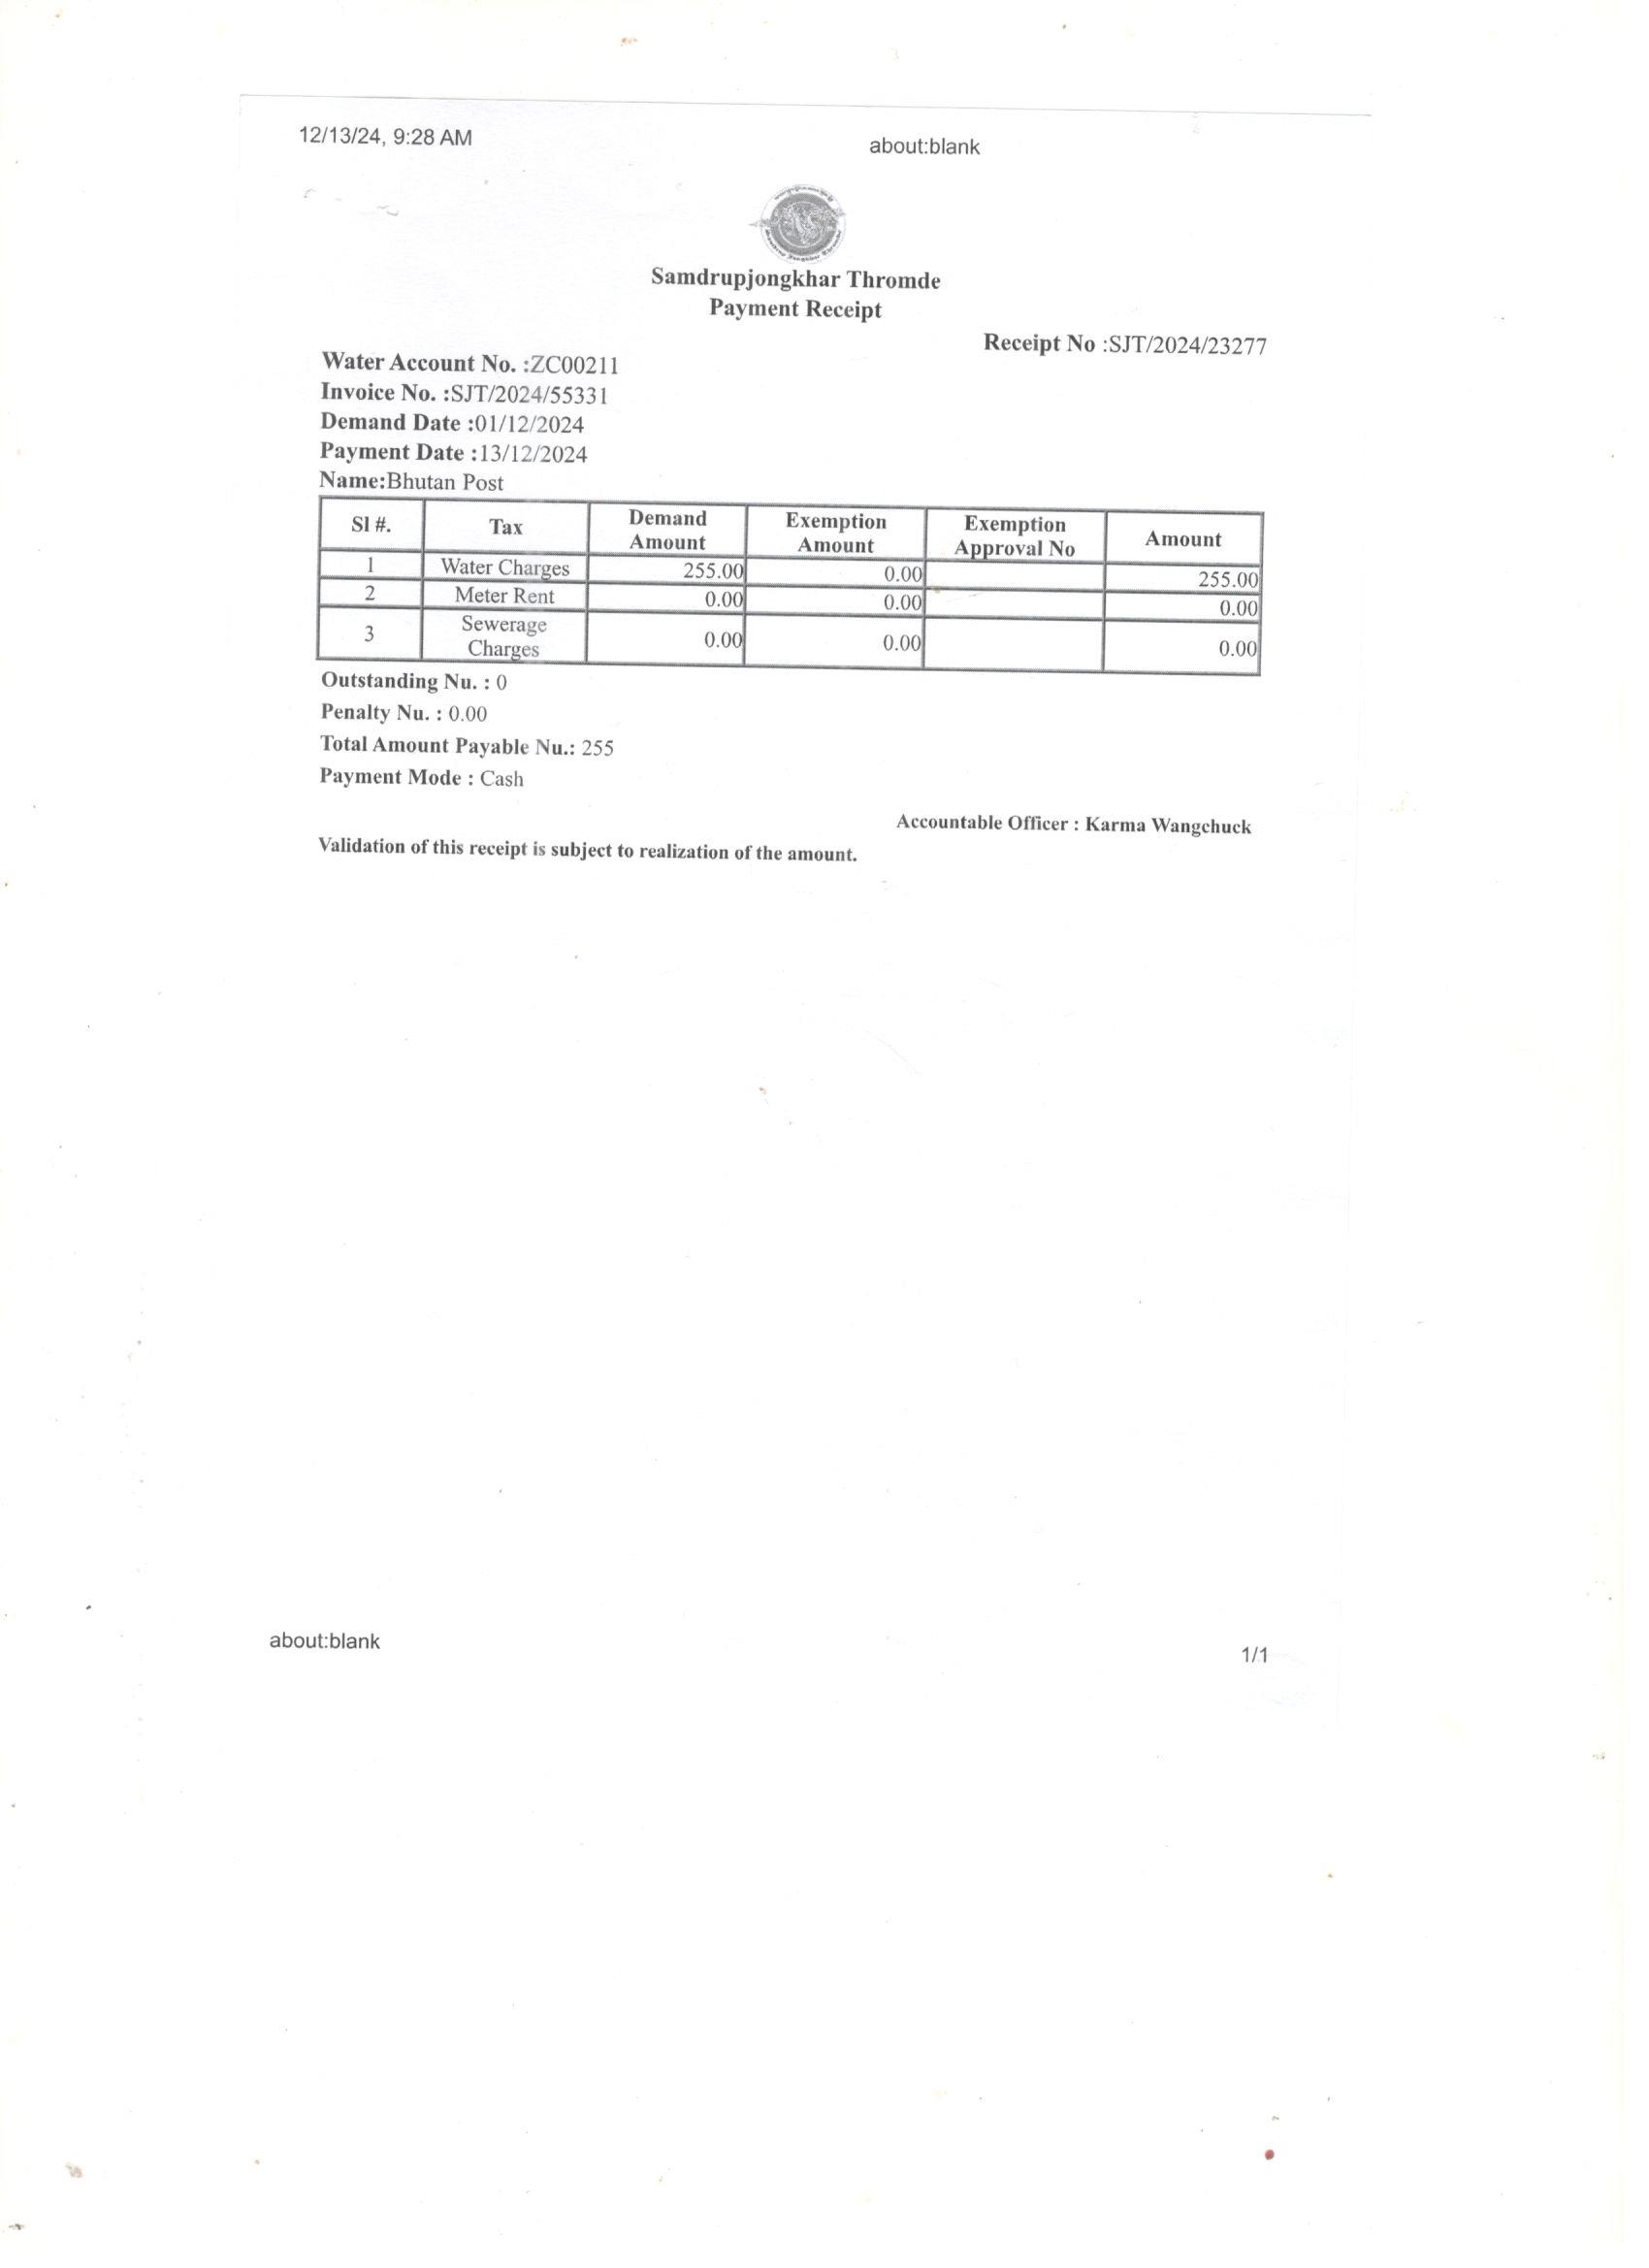 12/13/24, 9:28 AM
about:blank
Samdrupjongkhar Thromde
Payment Receipt
Receipt No :SJT/2024/23277
Water Account No. :ZC00211
Invoice No. :SJT/2024/55331
Demand Date :01/12/2024
Payment Date :13/12/2024
Name:Bhutan Post
Sl #. Tax Demand Amount Exemption Amount Exemption Approval No Amount
1 Water Charges 255.00 0.00 255.00
2 Meter Rent 0.00 0.00 0.00
3 Sewerage Charges 0.00 0.00 0.00
Outstanding Nu. : 0
Penalty Nu. : 0.00
Total Amount Payable Nu.: 255
Payment Mode : Cash
Accountable Officer : Karma Wangchuck
Validation of this receipt is subject to realization of the amount.
about:blank
1/1